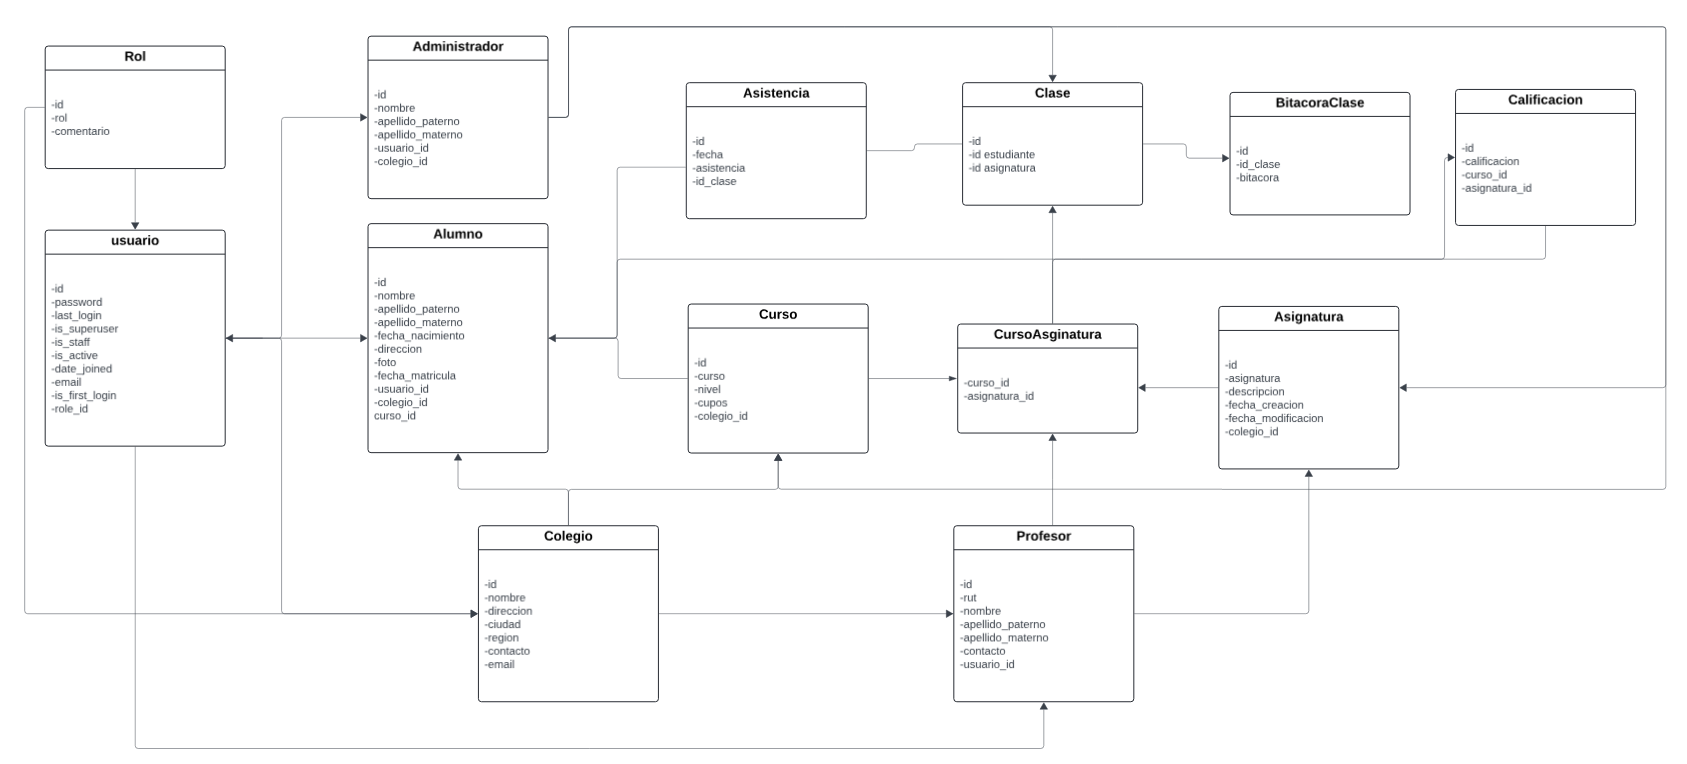 Rol
-id
-rol
-comentario
Administrador
-id
-nombre
-apellido_paterno
-apellido_materno
-usuario_id
-colegio_id
Asistencia
-id
-fecha
-asistencia
-id_clase
Clase
-id
-id estudiante
-id asignatura
BitacoraClase
-id
-id_clase
-bitacora
Calificacion
-id
-calificacion
-curso_id
-asignatura_id
usuario
-id
-password
-last_login
-is_superuser
-is_staff
-is_active
-date_joined
-email
-is_first_login
-role_id
Alumno
-id
-nombre
-apellido_paterno
-apellido_materno
-fecha_nacimiento
-direccion
-foto
-fecha_matricula
-usuario_id
-colegio_id
curso_id
Curso
-id
-curso
-nivel
-cupos
-colegio_id
CursoAsginatura
-curso_id
-asignatura_id
Asignatura
-id
-asignatura
-descripcion
-fecha_creacion
-fecha_modificacion
-colegio_id
Colegio
-id
-nombre
-direccion
-ciudad
-region
-contacto
-email
Profesor
-id
-rut
-nombre
-apellido_paterno
-apellido_materno
-contacto
-usuario_id